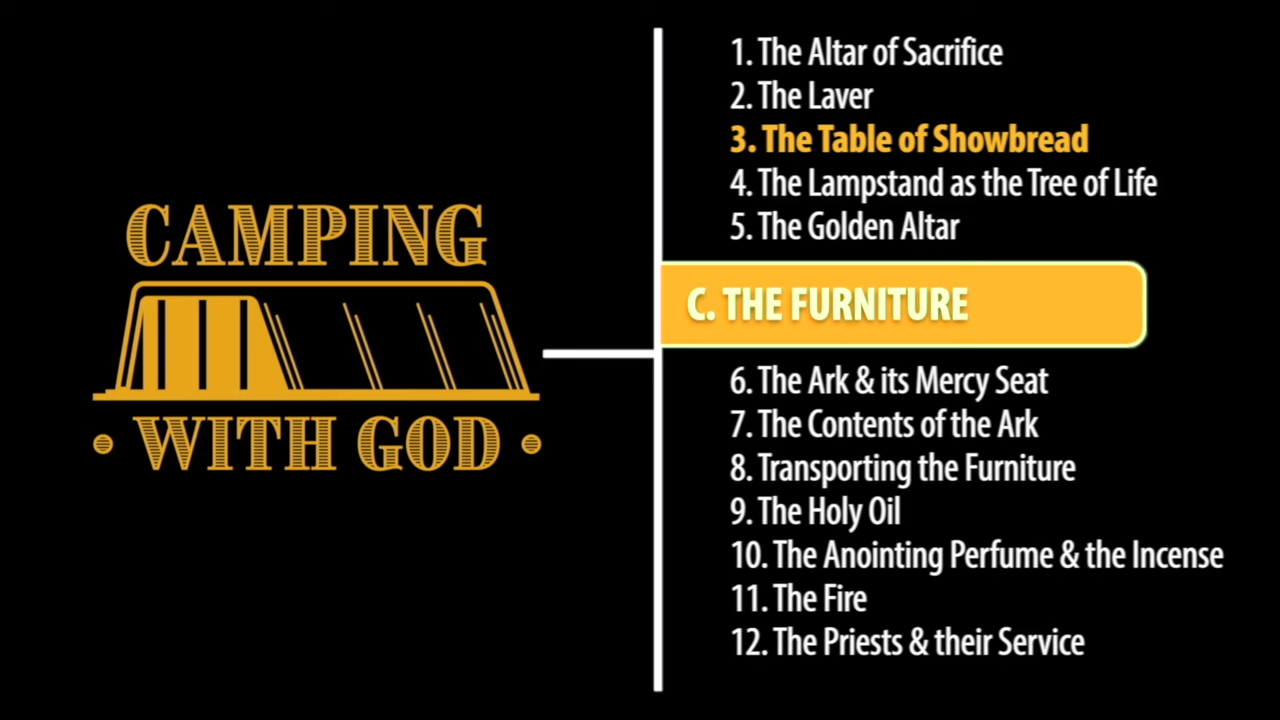 CAMPING
• WITH GOD •
1. The Altar of Sacrifice
2. The Laver
3. The Table of Showbread
4. The Lampstand as the Tree of Life
5. The Golden Altar
C. THE FURNITURE
6. The Ark & its Mercy Seat
7. The Contents of the Ark
8. Transporting the Furniture
9. The Holy Oil
10. The Anointing Perfume & the Incense
11. The Fire
12. The Priests & their Service